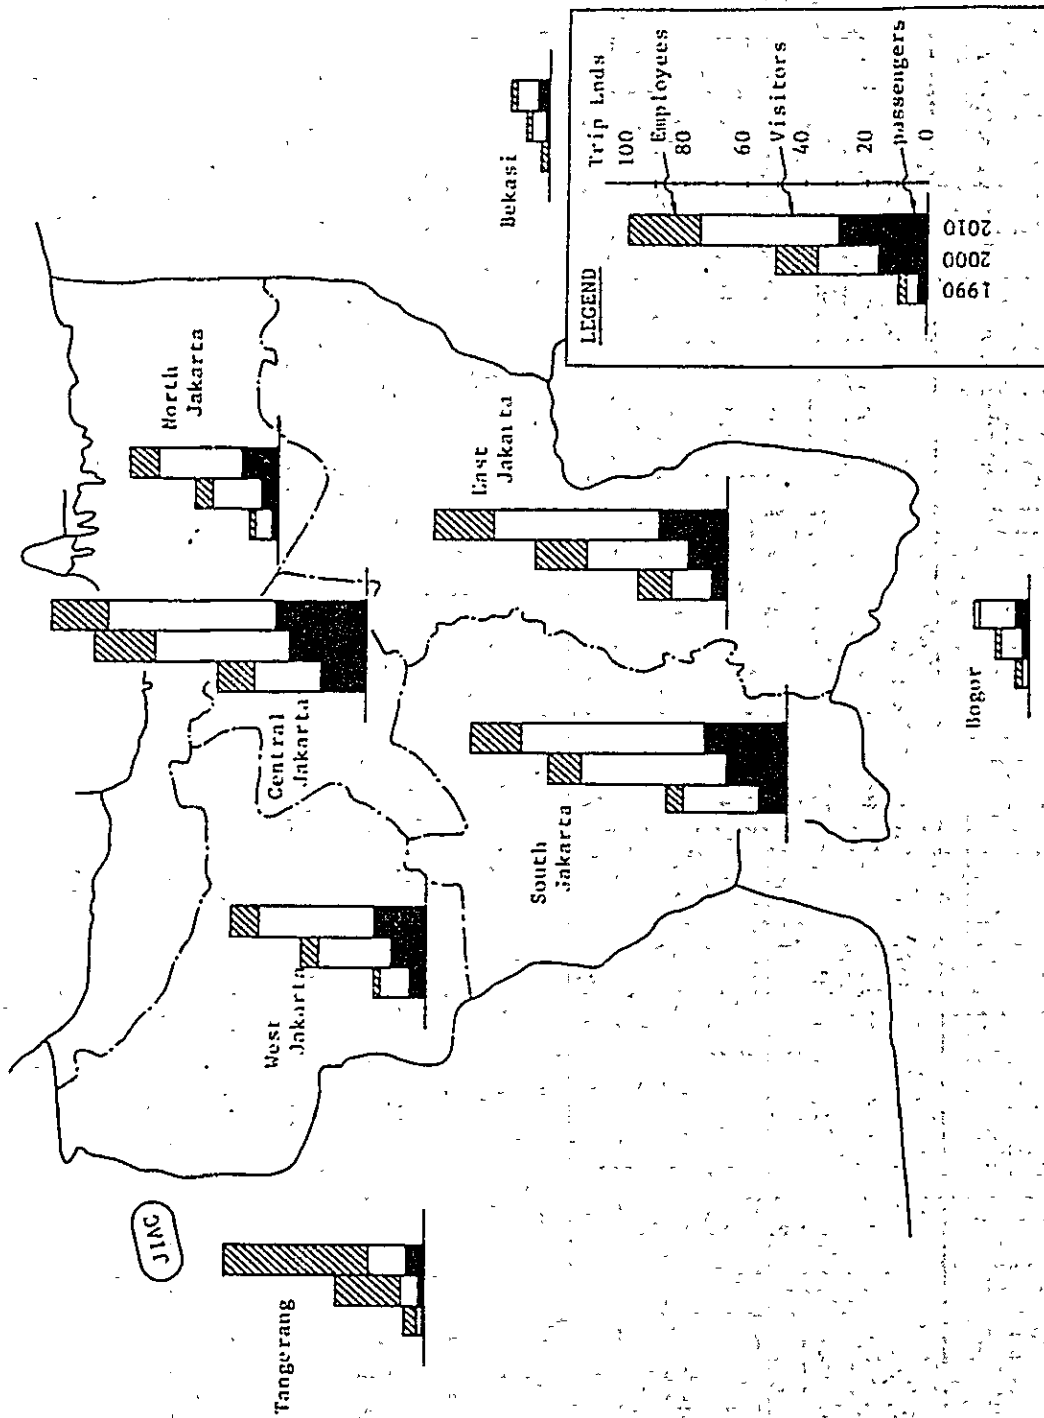 JIAC
Tangerang
West
Jakarta
Central
Jakarta
North
Jakarta
South
Jakarta
East
Jakarta
Bekasi
Bogor
LEGEND
Trip Ends
100
Employees
80
60
Visitors
40
20
passengers
0
1990
2000
2010